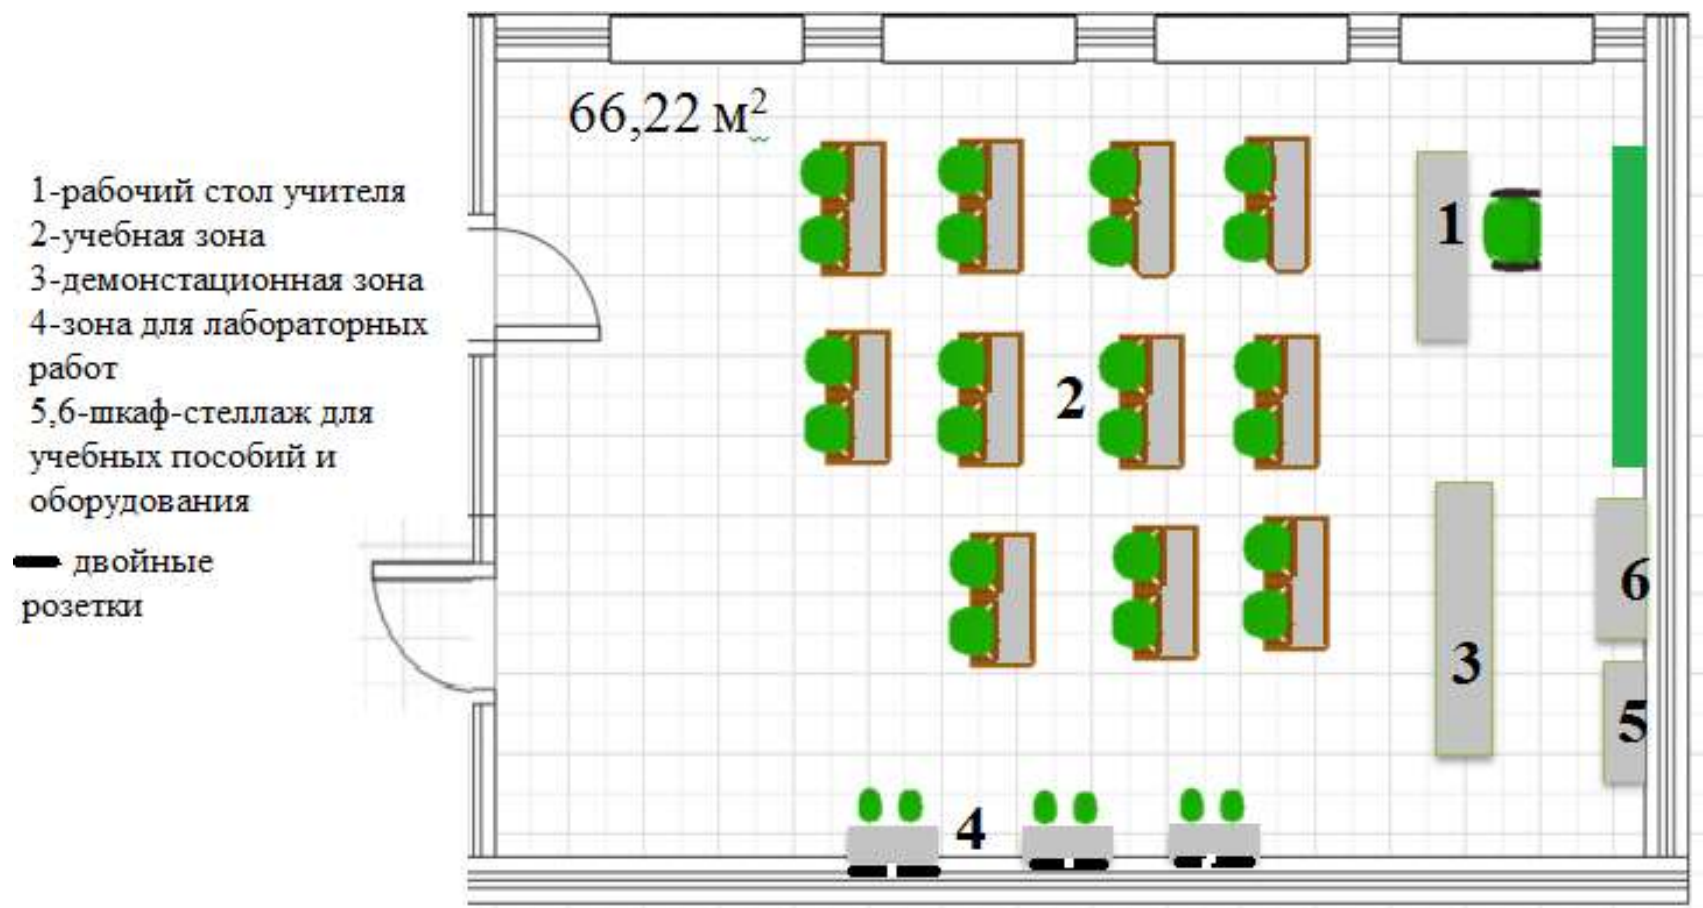 66,22 м²
1-рабочий стол учителя
2-учебная зона
3-демонстационная зона
4-зона для лабораторных
работ
5,6-шкаф-стеллаж для
учебных пособий и
оборудования
двойные
розетки
1
2
6
3
5
4